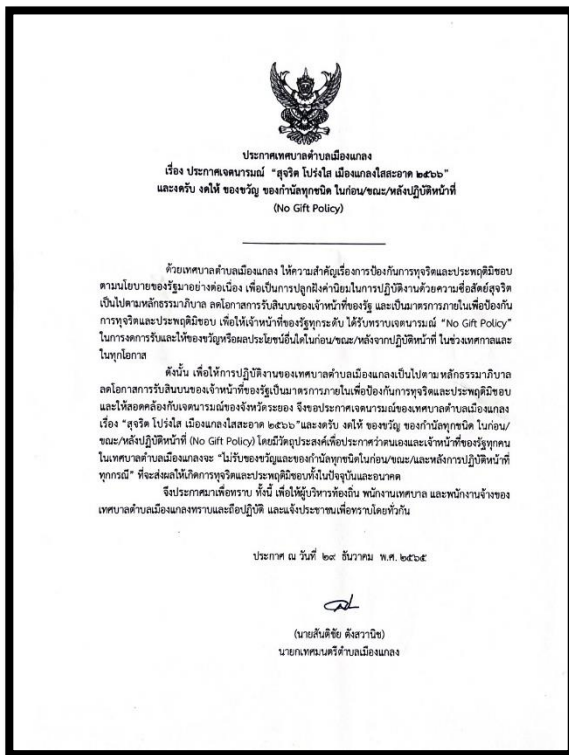 ประกาศเทศบาลตำบลเมืองแกลง
เรื่อง ประกาศเจตนารมณ์ “สุจริต โปร่งใส เมืองแกลงใสสะอาด ๒๕๖๖”
และงดรับ งดให้ ของขวัญ ของกำนัลทุกชนิด ในก่อน/ขณะ/หลังปฏิบัติหน้าที่
(No Gift Policy)
ด้วยเทศบาลตำบลเมืองแกลง ให้ความสำคัญเรื่องการป้องกันการทุจริตและประพฤติมิชอบ
ตามนโยบายของรัฐมาอย่างต่อเนื่อง เพื่อเป็นการปลูกฝังค่านิยมในการปฏิบัติงานด้วยความซื่อสัตย์สุจริต
เป็นไปตามหลักธรรมาภิบาล ลดโอกาสการรับสินบนของเจ้าหน้าที่ของรัฐ และเป็นมาตรการภายในเพื่อป้องกัน
การทุจริตและประพฤติมิชอบ เพื่อให้เจ้าหน้าที่ของรัฐทุกระดับ ได้รับทราบเจตนารมณ์ “No Gift Policy”
ในการงดการรับและให้ของขวัญหรือผลประโยชน์อื่นใดในก่อน/ขณะ/หลังจากปฏิบัติหน้าที่ ในช่วงเทศกาลและ
ในทุกโอกาส
ดังนั้น เพื่อให้การปฏิบัติงานของเทศบาลตำบลเมืองแกลงเป็นไปตามหลักธรรมาภิบาล
ลดโอกาสการรับสินบนของเจ้าหน้าที่ของรัฐเป็นมาตรการภายในเพื่อป้องกันการทุจริตและประพฤติมิชอบ
และให้สอดคล้องกับเจตนารมณ์ของจังหวัดระยอง จึงขอประกาศเจตนารมณ์ของเทศบาลตำบลเมืองแกลง
เรื่อง “สุจริต โปร่งใส เมืองแกลงใสสะอาด ๒๕๖๖”และงดรับ งดให้ ของขวัญ ของกำนัลทุกชนิด ในก่อน/
ขณะ/หลังปฏิบัติหน้าที่ (No Gift Policy) โดยมีวัตถุประสงค์เพื่อประกาศว่าตนเองและเจ้าหน้าที่ของรัฐทุกคน
ในเทศบาลตำบลเมืองแกลงจะ “ไม่รับของขวัญและของกำนัลทุกชนิดในก่อน/ขณะ/และหลังการปฏิบัติหน้าที่
ทุกกรณี” ที่จะส่งผลให้เกิดการทุจริตและประพฤติมิชอบทั้งในปัจจุบันและอนาคต
จึงประกาศมาเพื่อทราบ ทั้งนี้ เพื่อให้ผู้บริหารท้องถิ่น พนักงานเทศบาล และพนักงานจ้างของ
เทศบาลตำบลเมืองแกลงทราบและถือปฏิบัติ และแจ้งประชาชนเพื่อทราบโดยทั่วกัน
ประกาศ ณ วันที่ ๒๙ ธันวาคม พ.ศ. ๒๕๖๕
(นายสันติชัย ตังสวานิช)
นายกเทศมนตรีตำบลเมืองแกลง